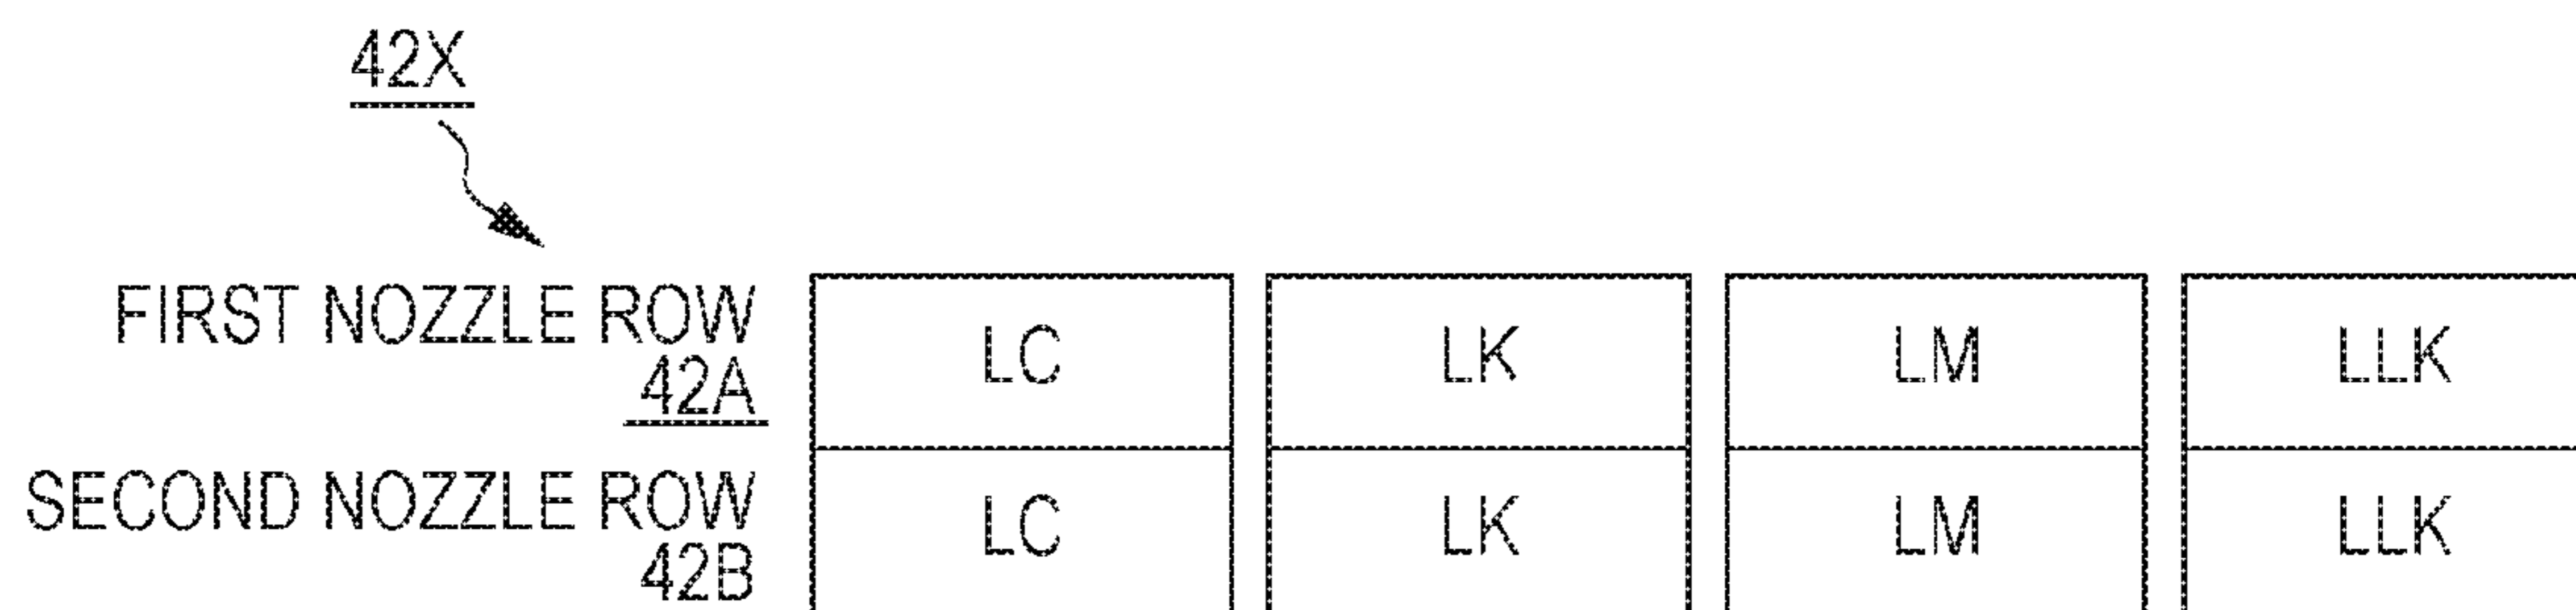 42X
FIRST NOZZLE ROW LC LK LM LLK
42A
SECOND NOZZLE ROW LC LK LM LLK
42B